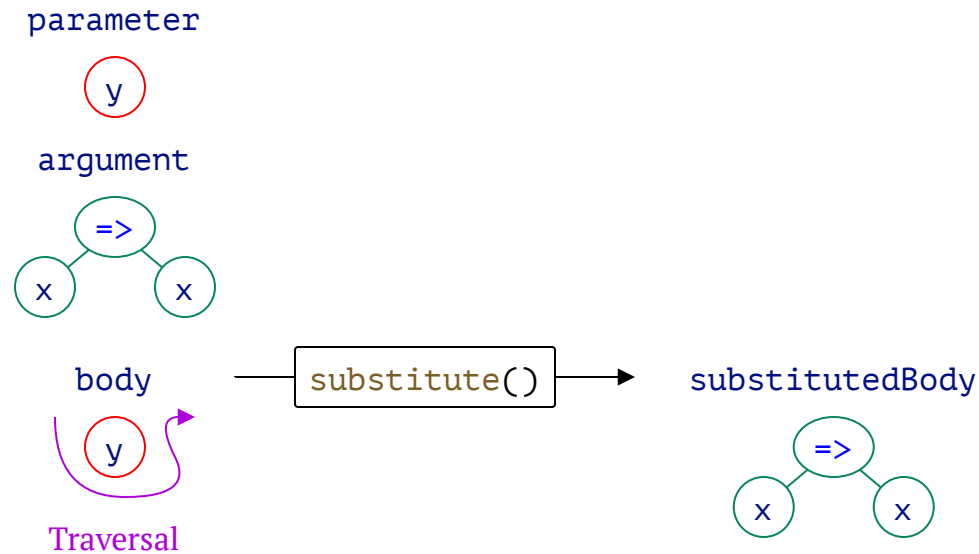 parameter
y
argument
=>
x x
body substitute() substitutedBody
y =>
x x
Traversal